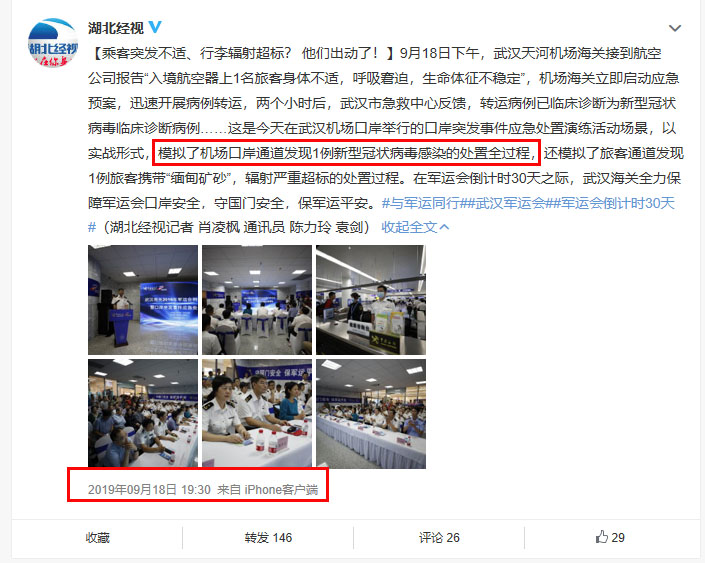 湖北经视
湖北经视
【乘客突发不适、行李辐射超标？ 他们出动了！】9月18日下午，武汉天河机场海关接到航空
公司报告“入境航空器上1名旅客身体不适，呼吸窘迫，生命体征不稳定”，机场海关立即启动应急
预案，迅速开展病例转运，两个小时后，武汉市急救中心反馈，转运病例已临床诊断为新型冠状
病毒临床诊断病例……这是今天在武汉机场口岸举行的口岸突发事件应急处置演练活动场景，以
实战形式，模拟了机场口岸通道发现1例新型冠状病毒感染的处置全过程，还模拟了旅客通道发现
1例旅客携带“缅甸矿砂”，辐射严重超标的处置过程。在军运会倒计时30天之际，武汉海关全力保
障军运会口岸安全，守国门安全，保军运平安。#与军运同行##武汉军运会##军运会倒计时30天
#（湖北经视记者 肖凌枫 通讯员 陈力玲 袁剑） 收起全文
国门安全 保军运平
2019年09月18日 19:30 来自 iPhone客户端
收藏
转发 146
评论 26
29